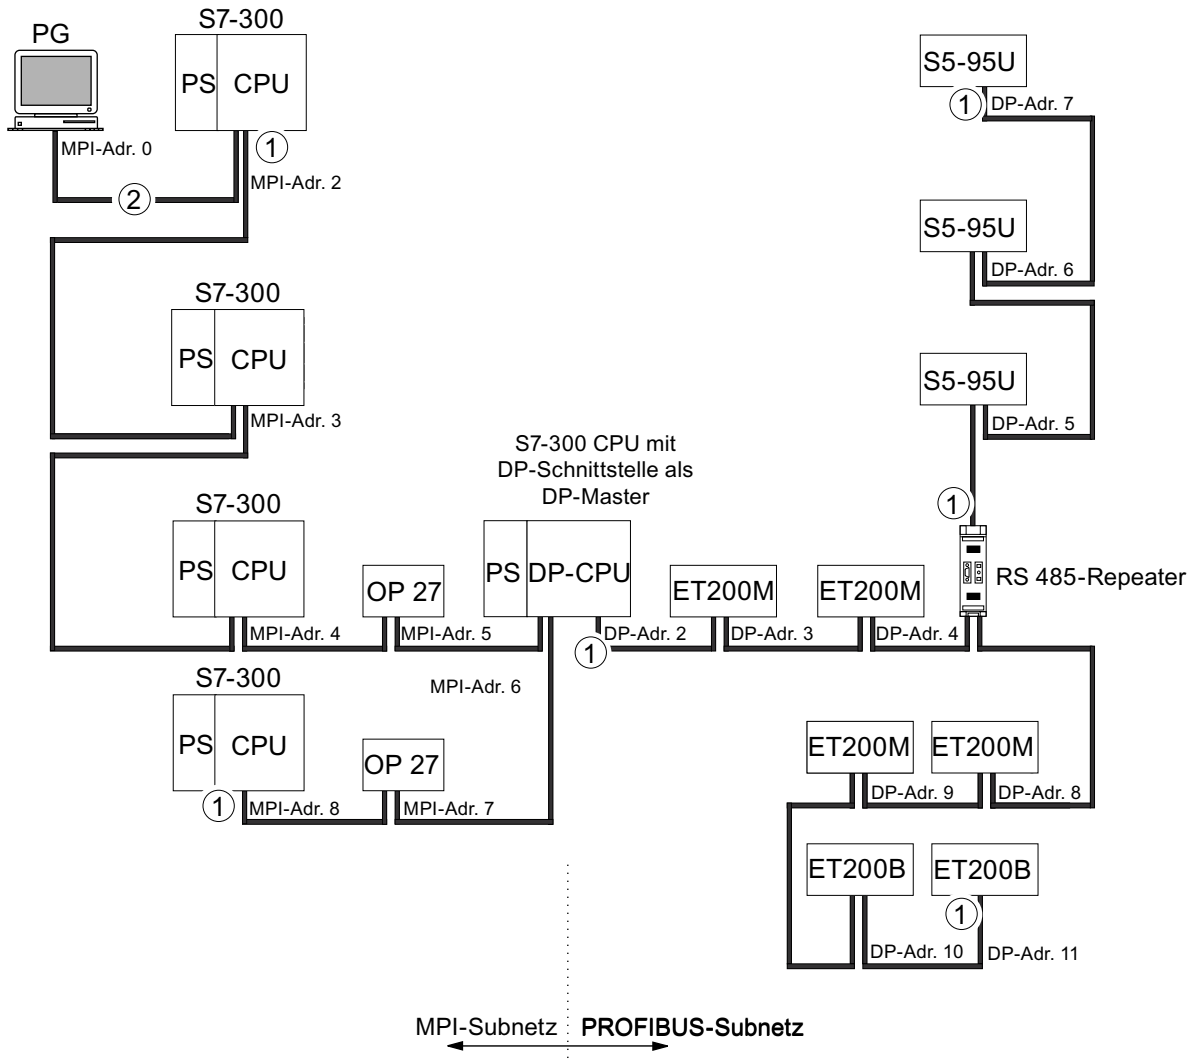 S7-300
PG
PS
CPU
1
MPI-Adr. 0
2
MPI-Adr. 2
S7-300
PS
CPU
MPI-Adr. 3
S7-300
PS
CPU
MPI-Adr. 4
OP 27
MPI-Adr. 5
S7-300 CPU mit
DP-Schnittstelle als
DP-Master
PS
DP-CPU
MPI-Adr. 6
S7-300
PS
CPU
1
MPI-Adr. 8
OP 27
MPI-Adr. 7
1
DP-Adr. 2
ET200M
DP-Adr. 3
ET200M
DP-Adr. 4
S5-95U
1
DP-Adr. 7
S5-95U
DP-Adr. 6
S5-95U
DP-Adr. 5
1
RS 485-Repeater
ET200M
ET200M
DP-Adr. 9
DP-Adr. 8
ET200B
ET200B
1
DP-Adr. 10
DP-Adr. 11
MPI-Subnetz
PROFIBUS-Subnetz